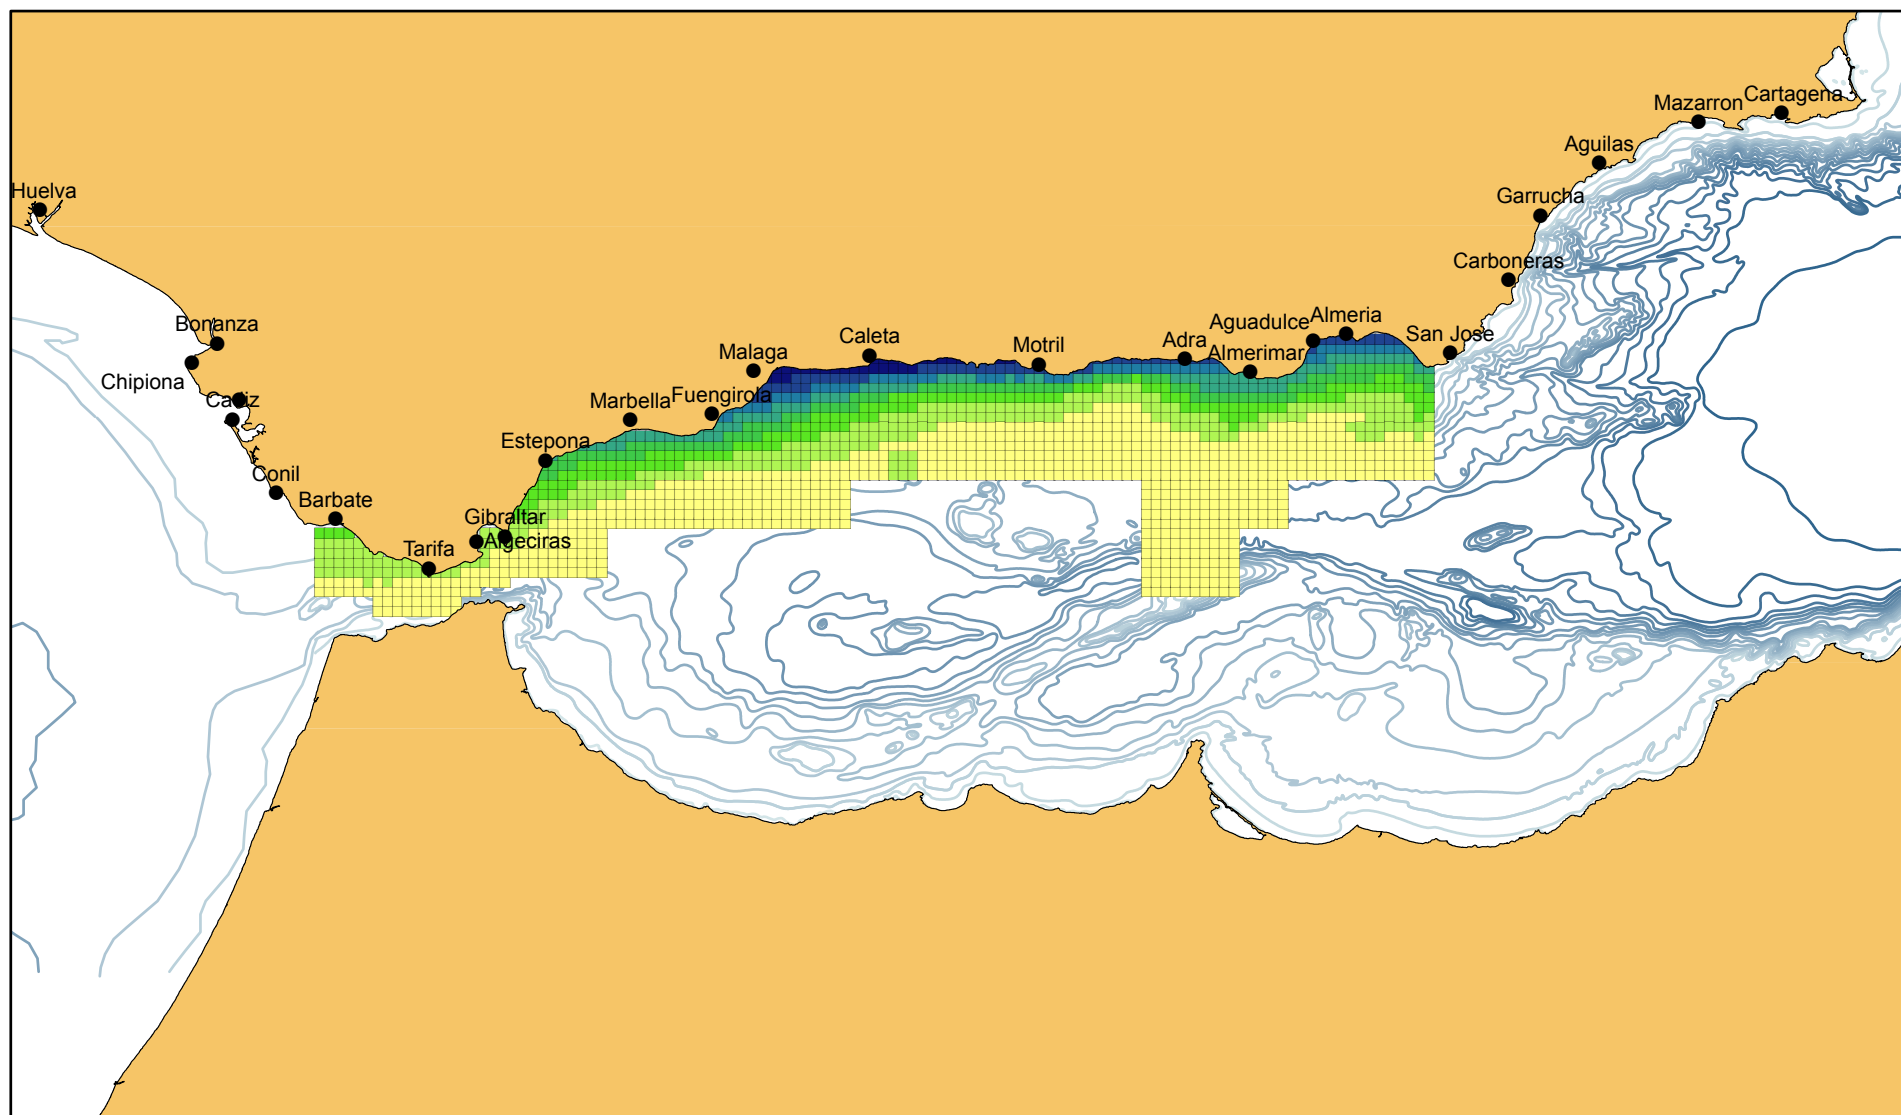 Cartagena
Mazarron
Aguilas
Huelva
Garrucha
Carboneras
Bonanza
Aguadulce
Almeria
San Jose
Caleta
Motril
Adra
Malaga
Almerimar
Chipiona
Cadiz
Marbella
Fuengirola
Estepona
Conil
Barbate
Gibraltar
Tarifa
Algeciras